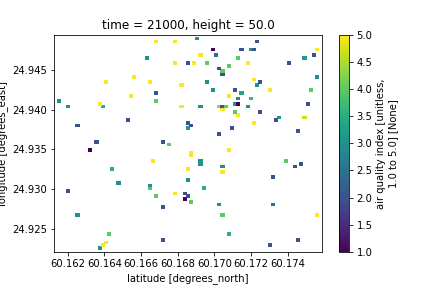 time = 21000, height = 50.0
longitude [degrees_east]
24.945
24.940
24.935
24.930
24.925
60.162 60.164 60.166 60.168 60.170 60.172 60.174
latitude [degrees_north]
5.0
4.5
4.0
3.5
3.0
2.5
2.0
1.5
1.0
air quality index [unitless,
1.0 to 5.0] [None]